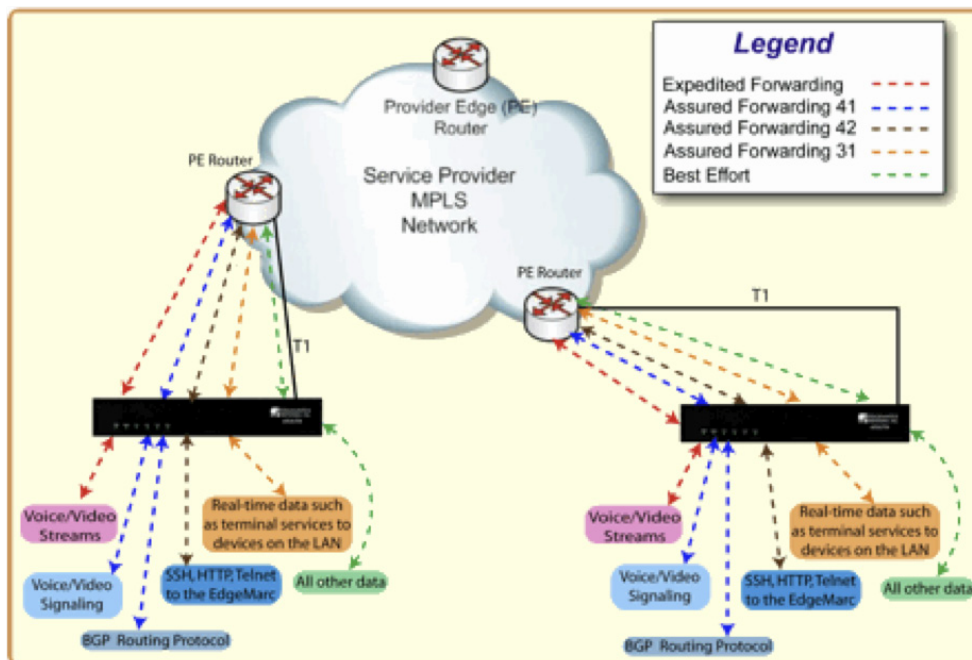 Legend
Expedited Forwarding
Assured Forwarding 41
Assured Forwarding 42
Assured Forwarding 31
Best Effort
Provider Edge (PE)
Router
PE Router
Service Provider
MPLS
Network
PE Router
T1
T1
Voice/Video
Streams
Real-time data such
as terminal services to
devices on the LAN
Voice/Video
Signaling
SSH, HTTP, Telnet
to the EdgeMarc
All other data
BGP Routing Protocol
Voice/Video
Streams
Real-time data such
as terminal services to
devices on the LAN
Voice/Video
Signaling
SSH, HTTP, Telnet
to the EdgeMarc
All other data
BGP Routing Protocol